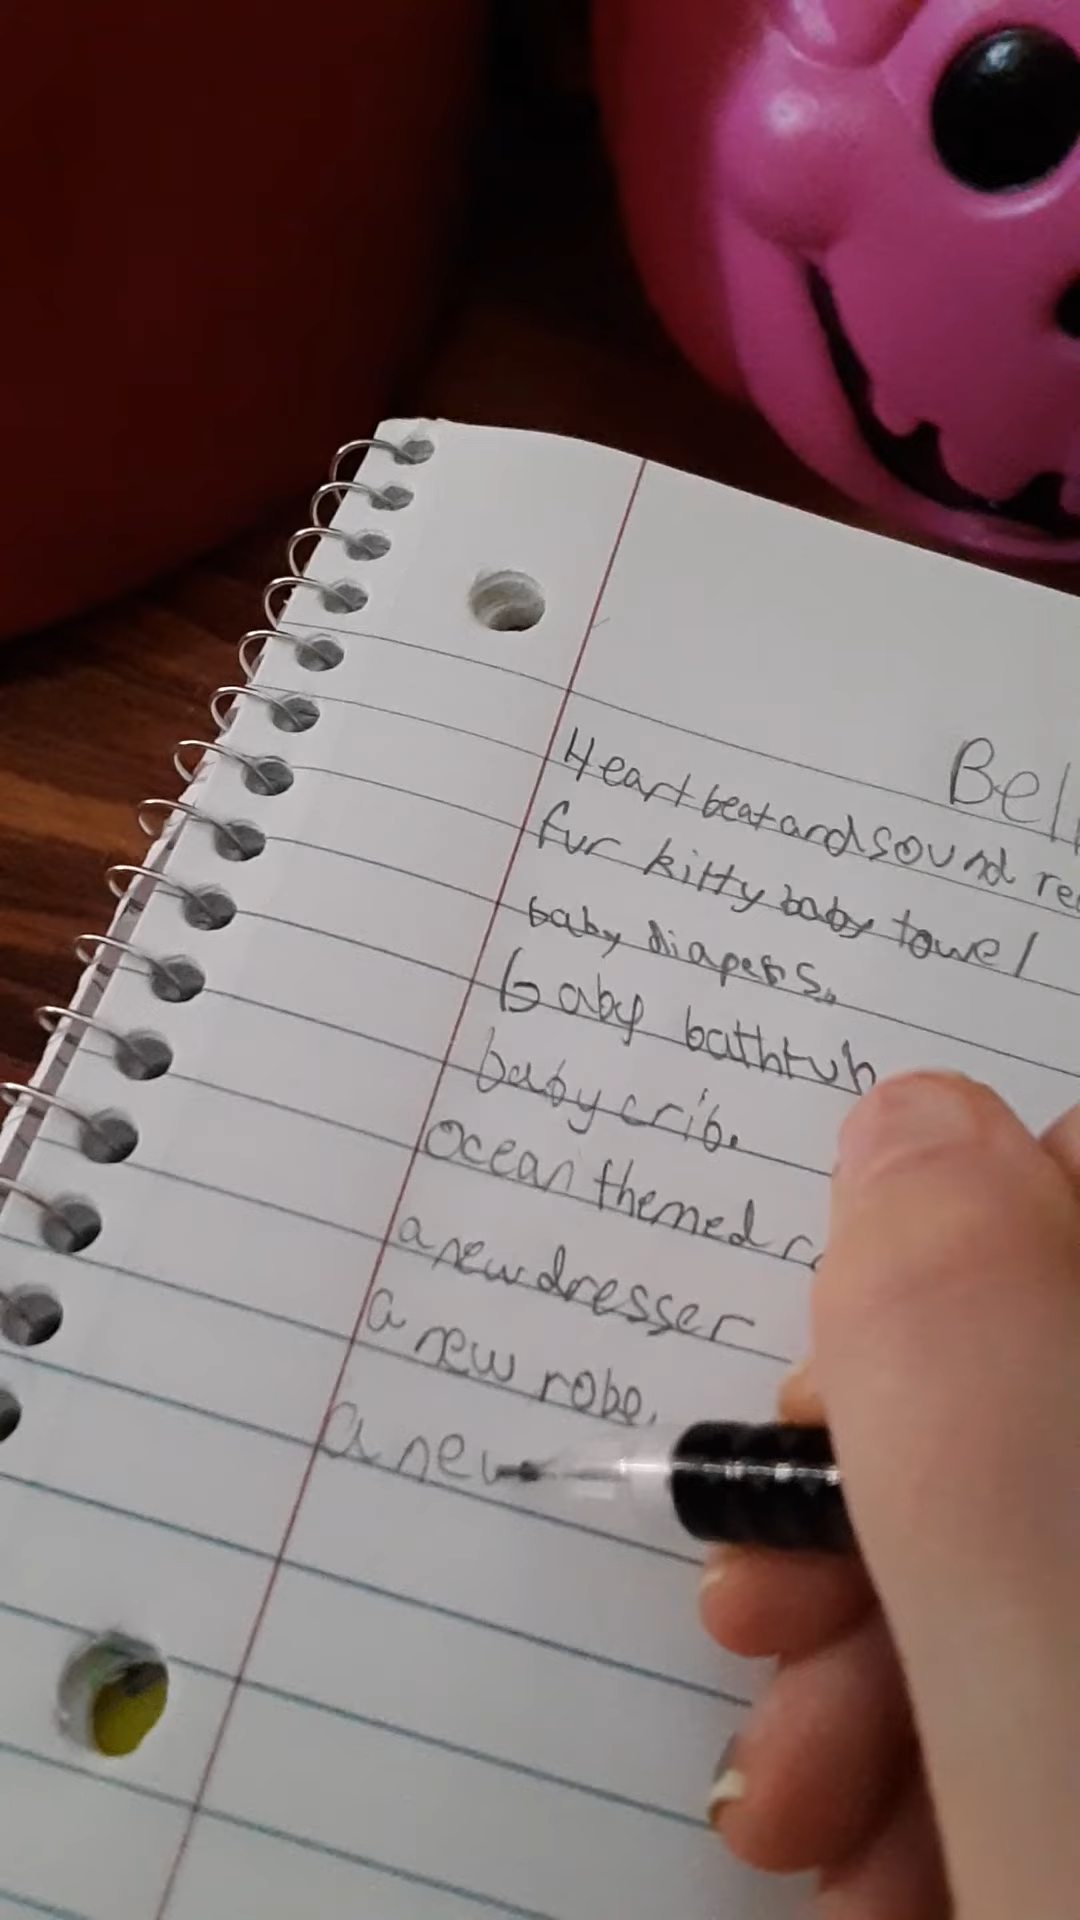 Bell
Heart beat and sound re
fur kitty baby towel
baby diapers.
baby bathtub
baby crib.
ocean themed r
a new dresser
a new robe.
a new